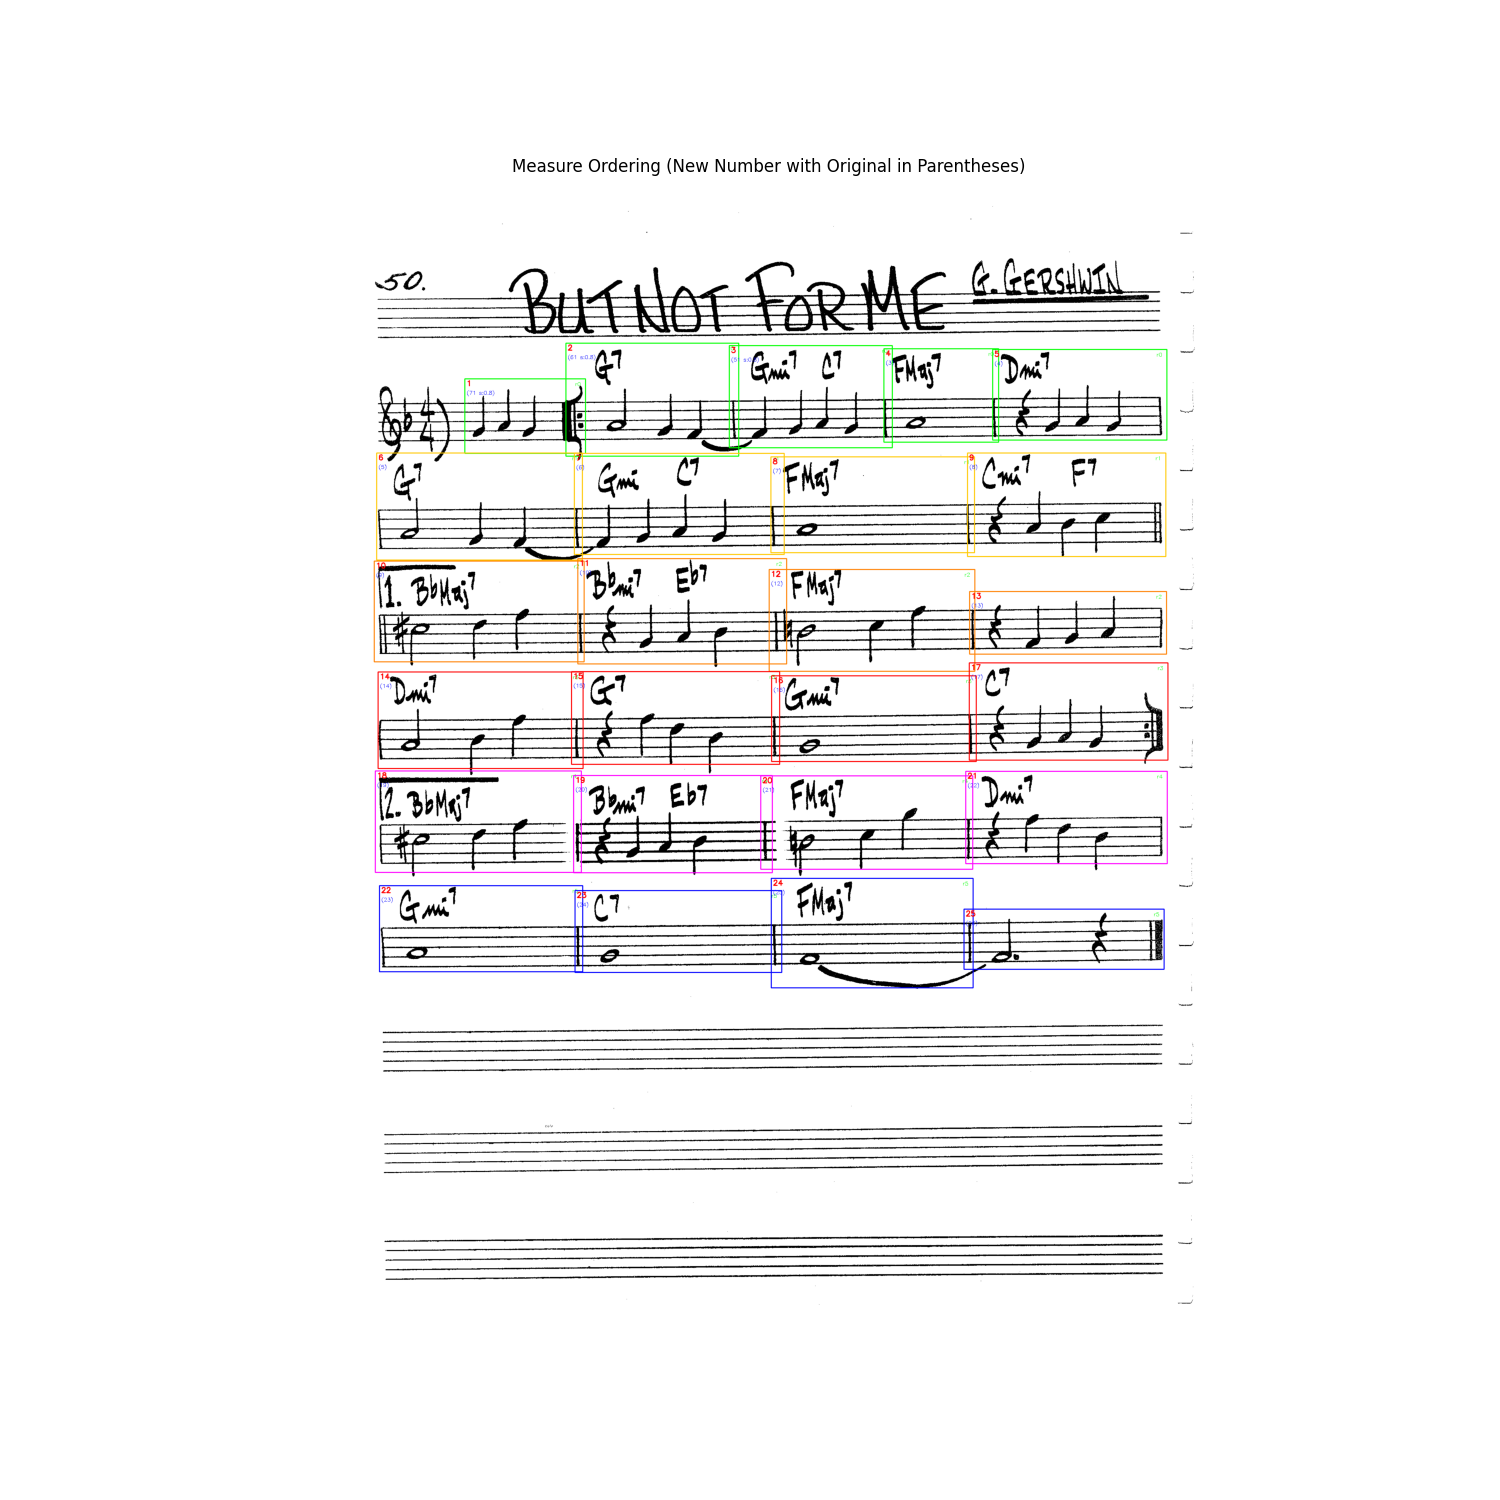 Measure Ordering (New Number with Original in Parentheses)
50.
BUT NOT FOR ME
G. GERSHWIN
1 2 3 4 5
(71 s:0.8) (61 s:0.8)
G7 Gmi7 C7 FMaj7 Dmi7
4
4
6 7 8 9
(5) (6) (7) (8)
G7 Gmi C7 FMaj7 Cmi7 F7
10 11 12 13
(12) (13)
1. BbMaj7 Bbmi7 Eb7 FMaj7
14 15 16 17
(14) (15) (16) (17)
Dmi7 G7 Gmi7 C7
18 19 20 21
(20) (21) (22)
2. BbMaj7 Bbmi7 Eb7 FMaj7 Dmi7
22 23 24 25
(23) (24)
Gmi7 C7 FMaj7